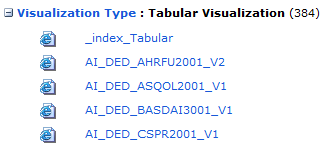 Visualization Type : Tabular Visualization (384)
_index_Tabular
AI_DED_AHRFU2001_V2
AI_DED_ASQOL2001_V1
AI_DED_BASDAI3001_V1
AI_DED_CSPR2001_V1